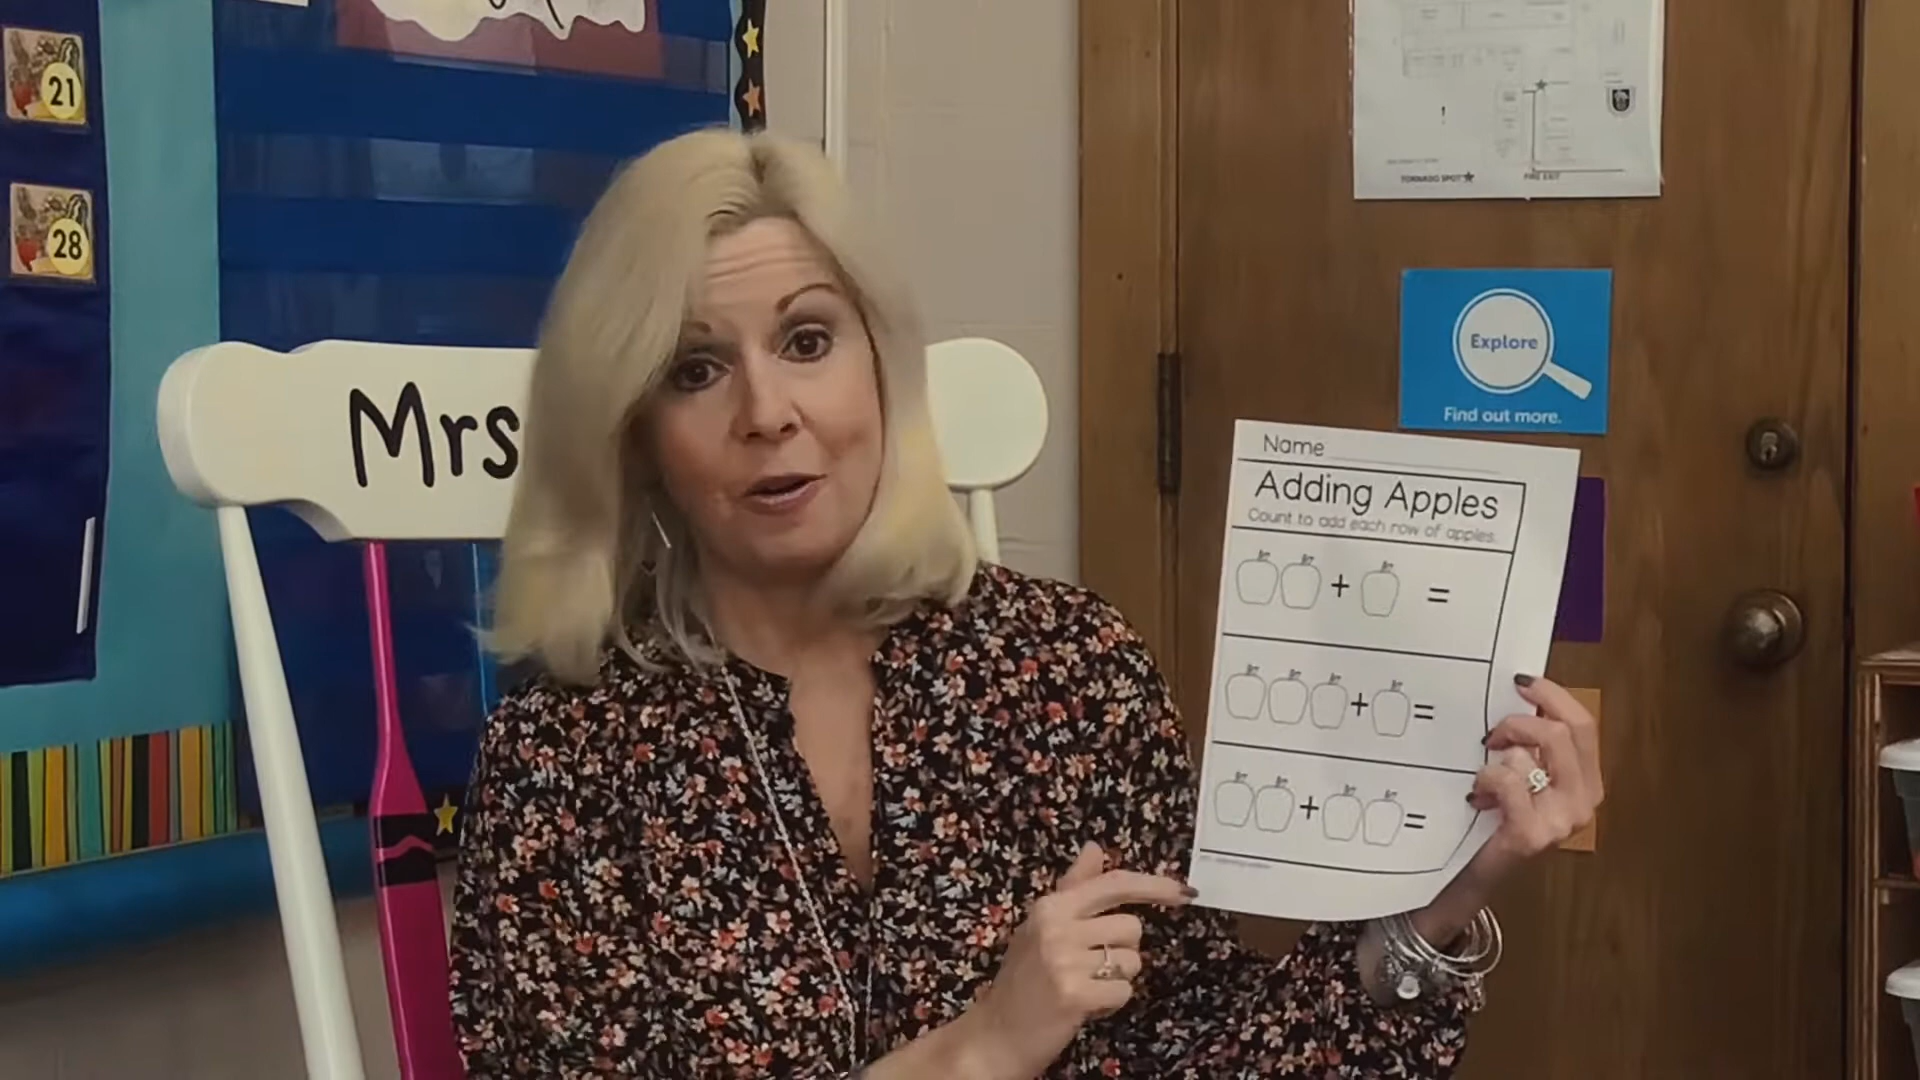 21
28
Mrs
TORNADO SPOT ★
FIRE EXIT
Explore
Find out more.
Name
Adding Apples
Count to add each row of apples.
+ =
+ =
+ =